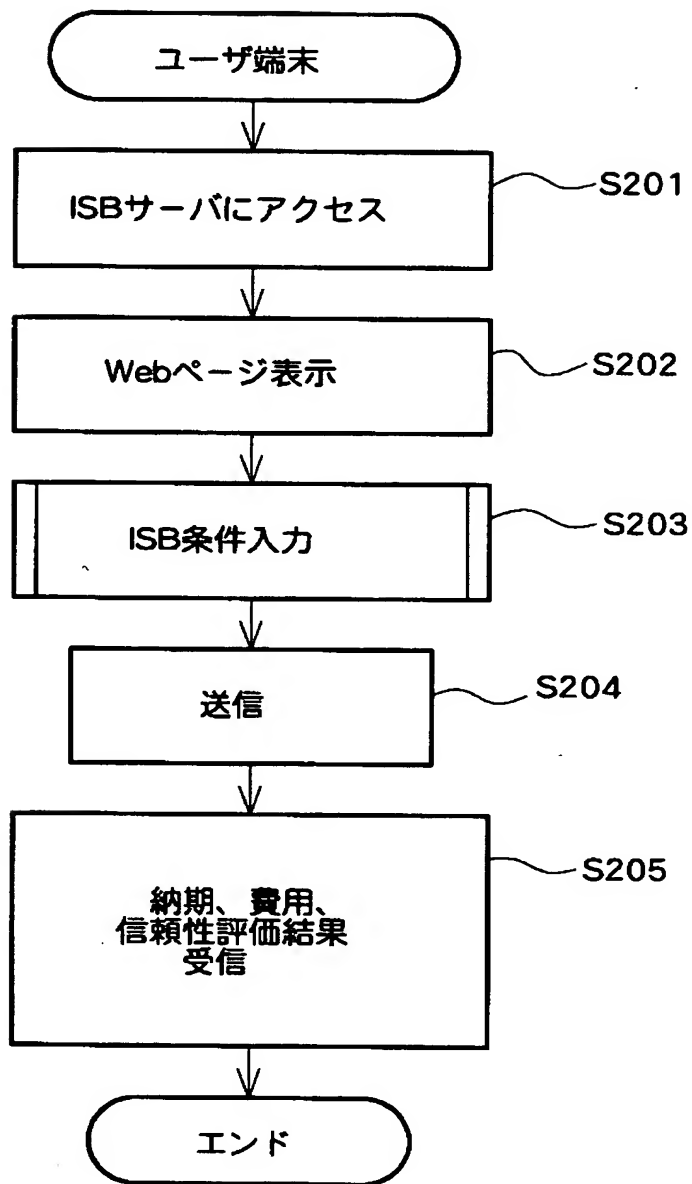 ユーザ端末
ISBサーバにアクセス
S201
Webページ表示
S202
ISB条件入力
S203
送信
S204
納期、費用、
信頼性評価結果
受信
S205
エンド